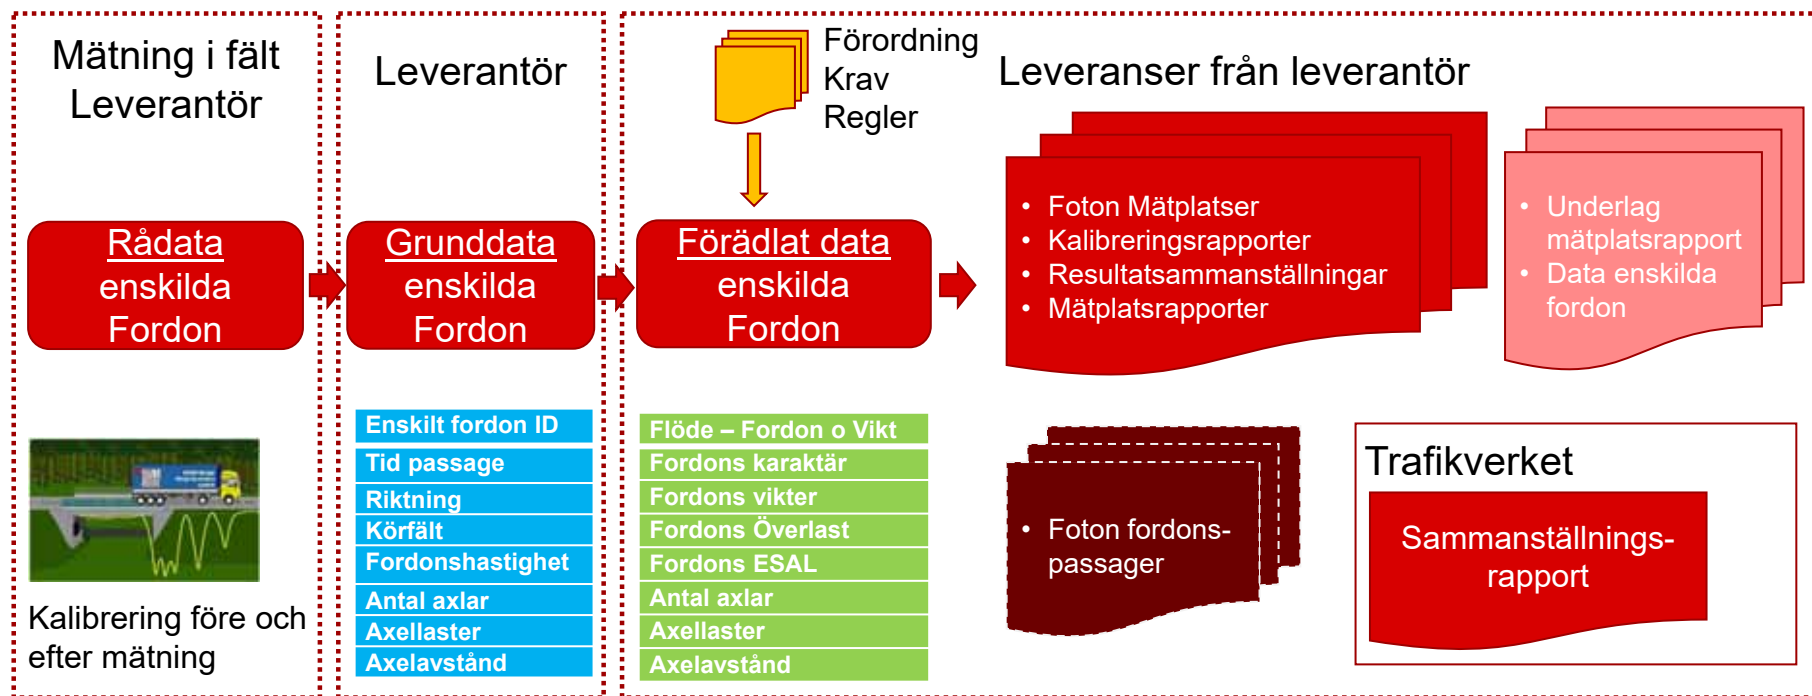 Mätning i fält
Leverantör
Rådata
enskilda
Fordon
Kalibrering före och
efter mätning
Leverantör
Grunddata
enskilda
Fordon
Enskilt fordon ID
Tid passage
Riktning
Körfält
Fordonshastighet
Antal axlar
Axellaster
Axelavstånd
Förordning
Krav
Regler
Förädlat data
enskilda
Fordon
Flöde – Fordon o Vikt
Fordons karaktär
Fordons vikter
Fordons Överlast
Fordons ESAL
Antal axlar
Axellaster
Axelavstånd
Leveranser från leverantör
• Foton Mätplatser
• Kalibreringsrapporter
• Resultatsammanställningar
• Mätplatsrapporter
• Underlag
mätplatsrapport
• Data enskilda
fordon
• Foton fordons-
passager
Trafikverket
Sammanställnings-
rapport